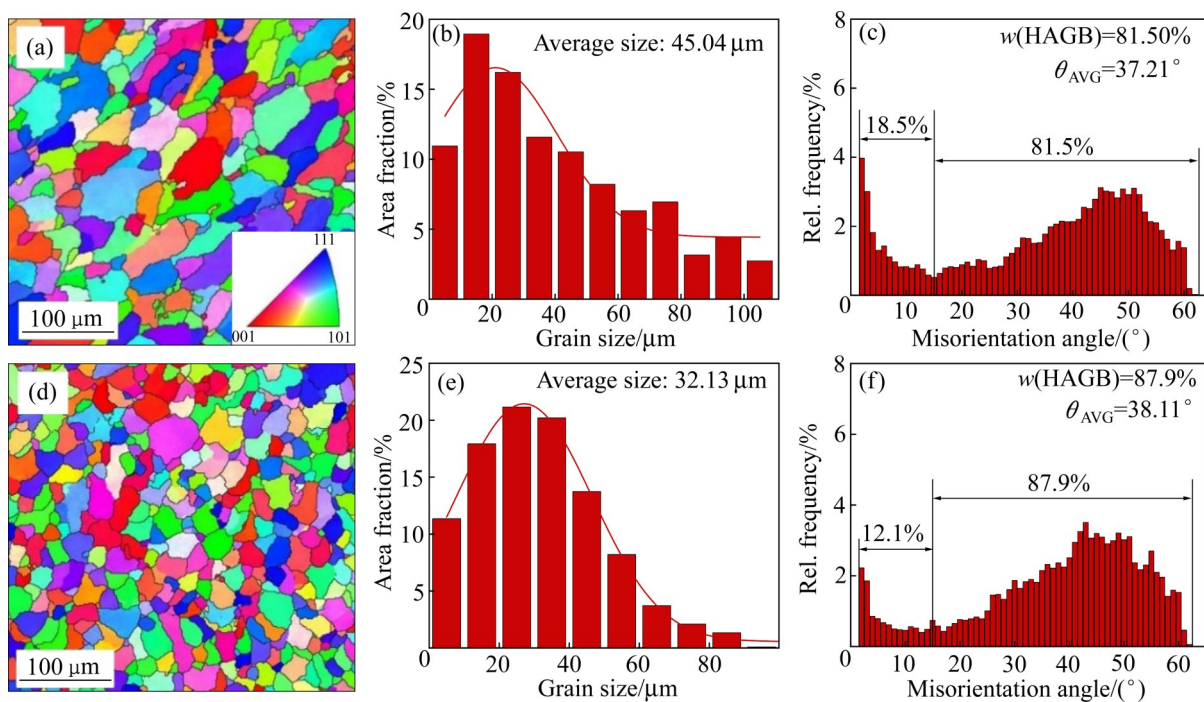 (a)
111
001
101
100 μm
(b)
Average size: 45.04 μm
Area fraction/%
20
15
10
5
0
20
40
60
80
100
Grain size/μm
(c)
w(HAGB)=81.50%
θAVG=37.21°
18.5%
81.5%
Rel. frequency/%
8
6
4
2
0
10
20
30
40
50
60
Misorientation angle/(°)
(d)
100 μm
(e)
Average size: 32.13 μm
Area fraction/%
25
20
15
10
5
0
20
40
60
80
Grain size/μm
(f)
w(HAGB)=87.9%
θAVG=38.11°
12.1%
87.9%
Rel. frequency/%
8
6
4
2
0
10
20
30
40
50
60
Misorientation angle/(°)